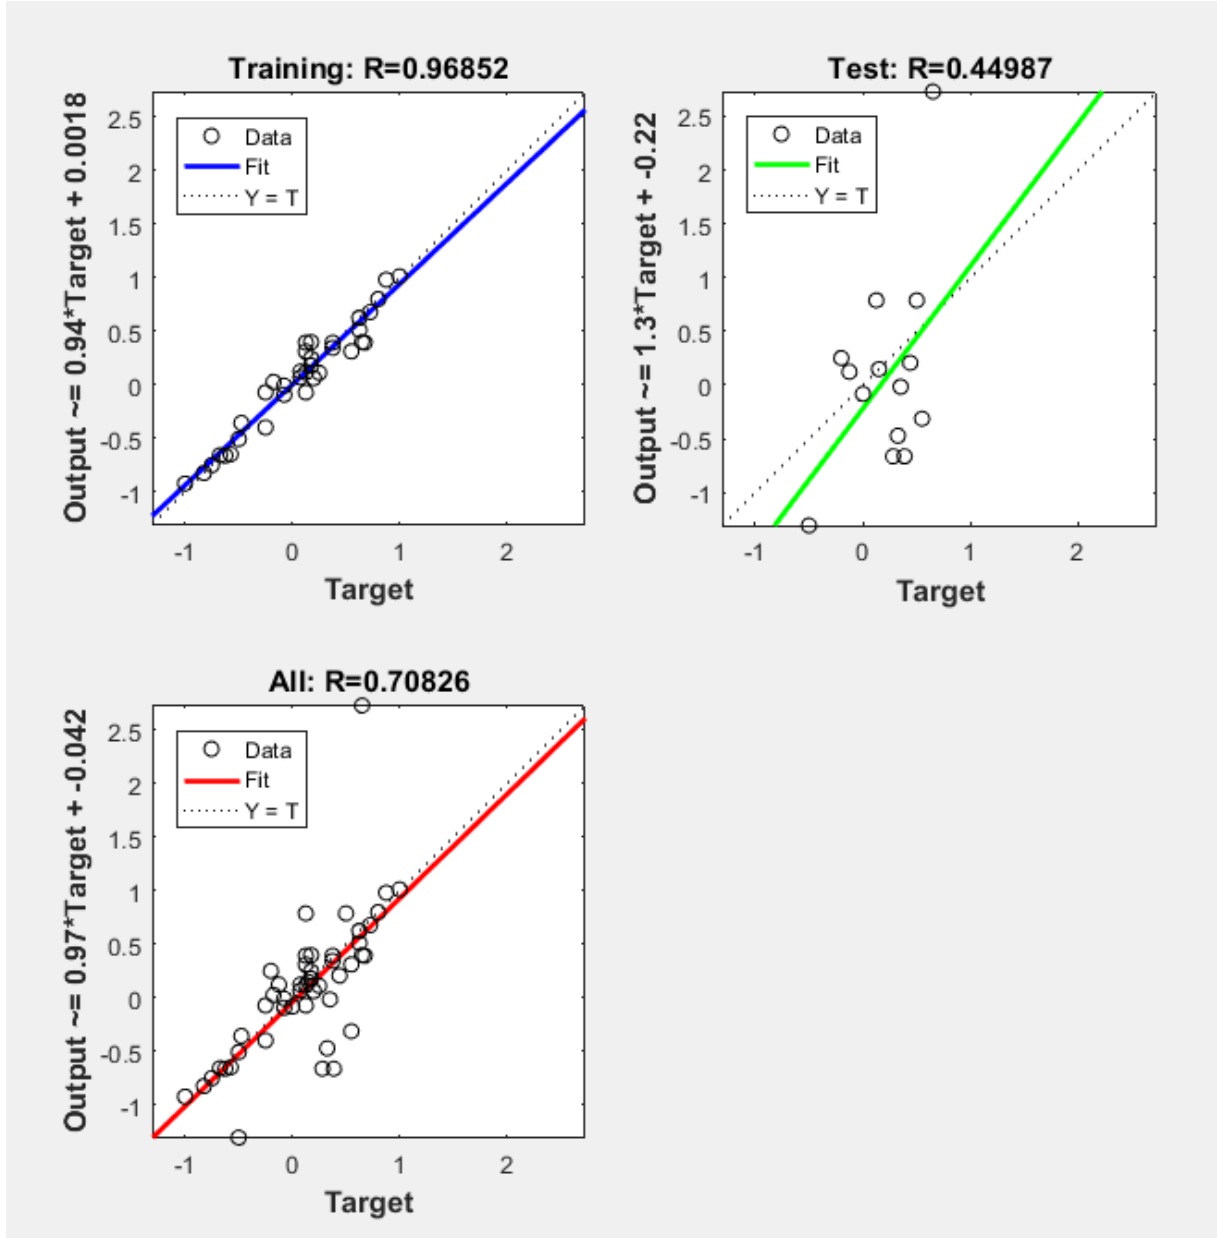 Training: R=0.96852
Output ~= 0.94*Target + 0.0018
2.5
2
1.5
1
0.5
0
-0.5
-1
Data
Fit
Y = T
-1 0 1 2
Target
Test: R=0.44987
Output ~= 1.3*Target + -0.22
2.5
2
1.5
1
0.5
0
-0.5
-1
Data
Fit
Y = T
-1 0 1 2
Target
All: R=0.70826
Output ~= 0.97*Target + -0.042
2.5
2
1.5
1
0.5
0
-0.5
-1
Data
Fit
Y = T
-1 0 1 2
Target